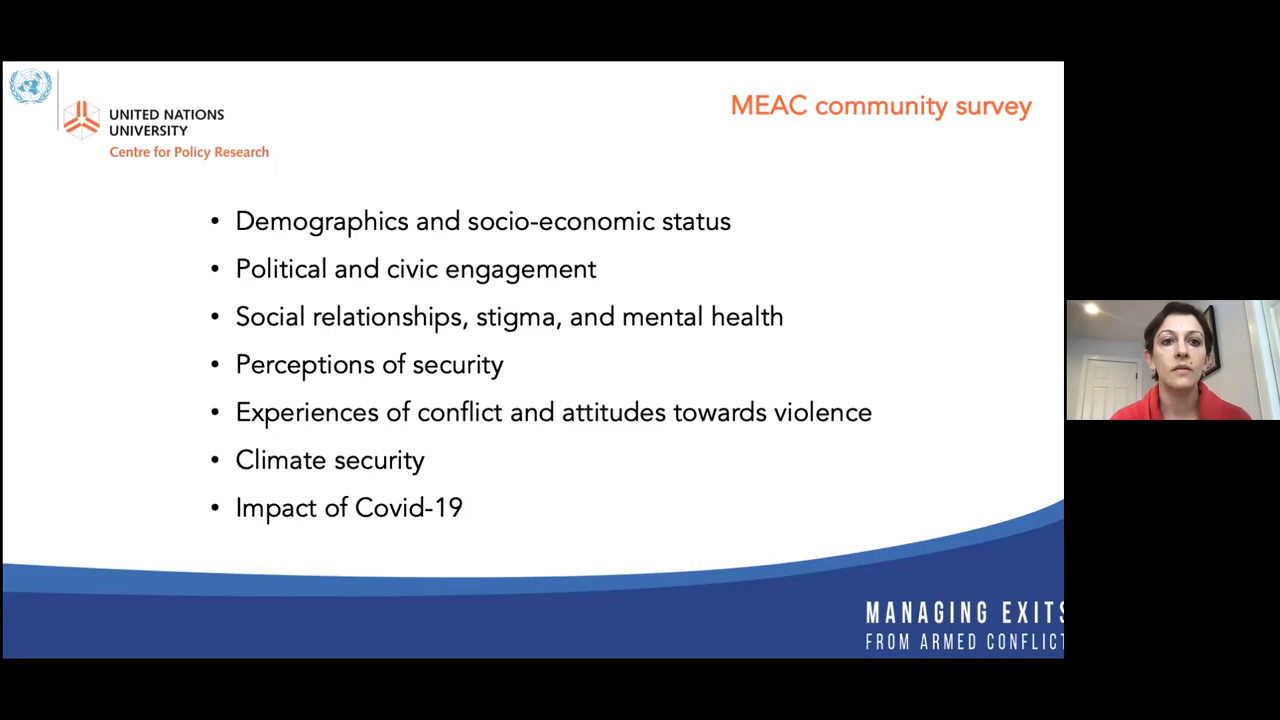 UNITED NATIONS
UNIVERSITY
Centre for Policy Research
MEAC community survey
• Demographics and socio-economic status
• Political and civic engagement
• Social relationships, stigma, and mental health
• Perceptions of security
• Experiences of conflict and attitudes towards violence
• Climate security
• Impact of Covid-19
MANAGING EXITS
FROM ARMED CONFLICT